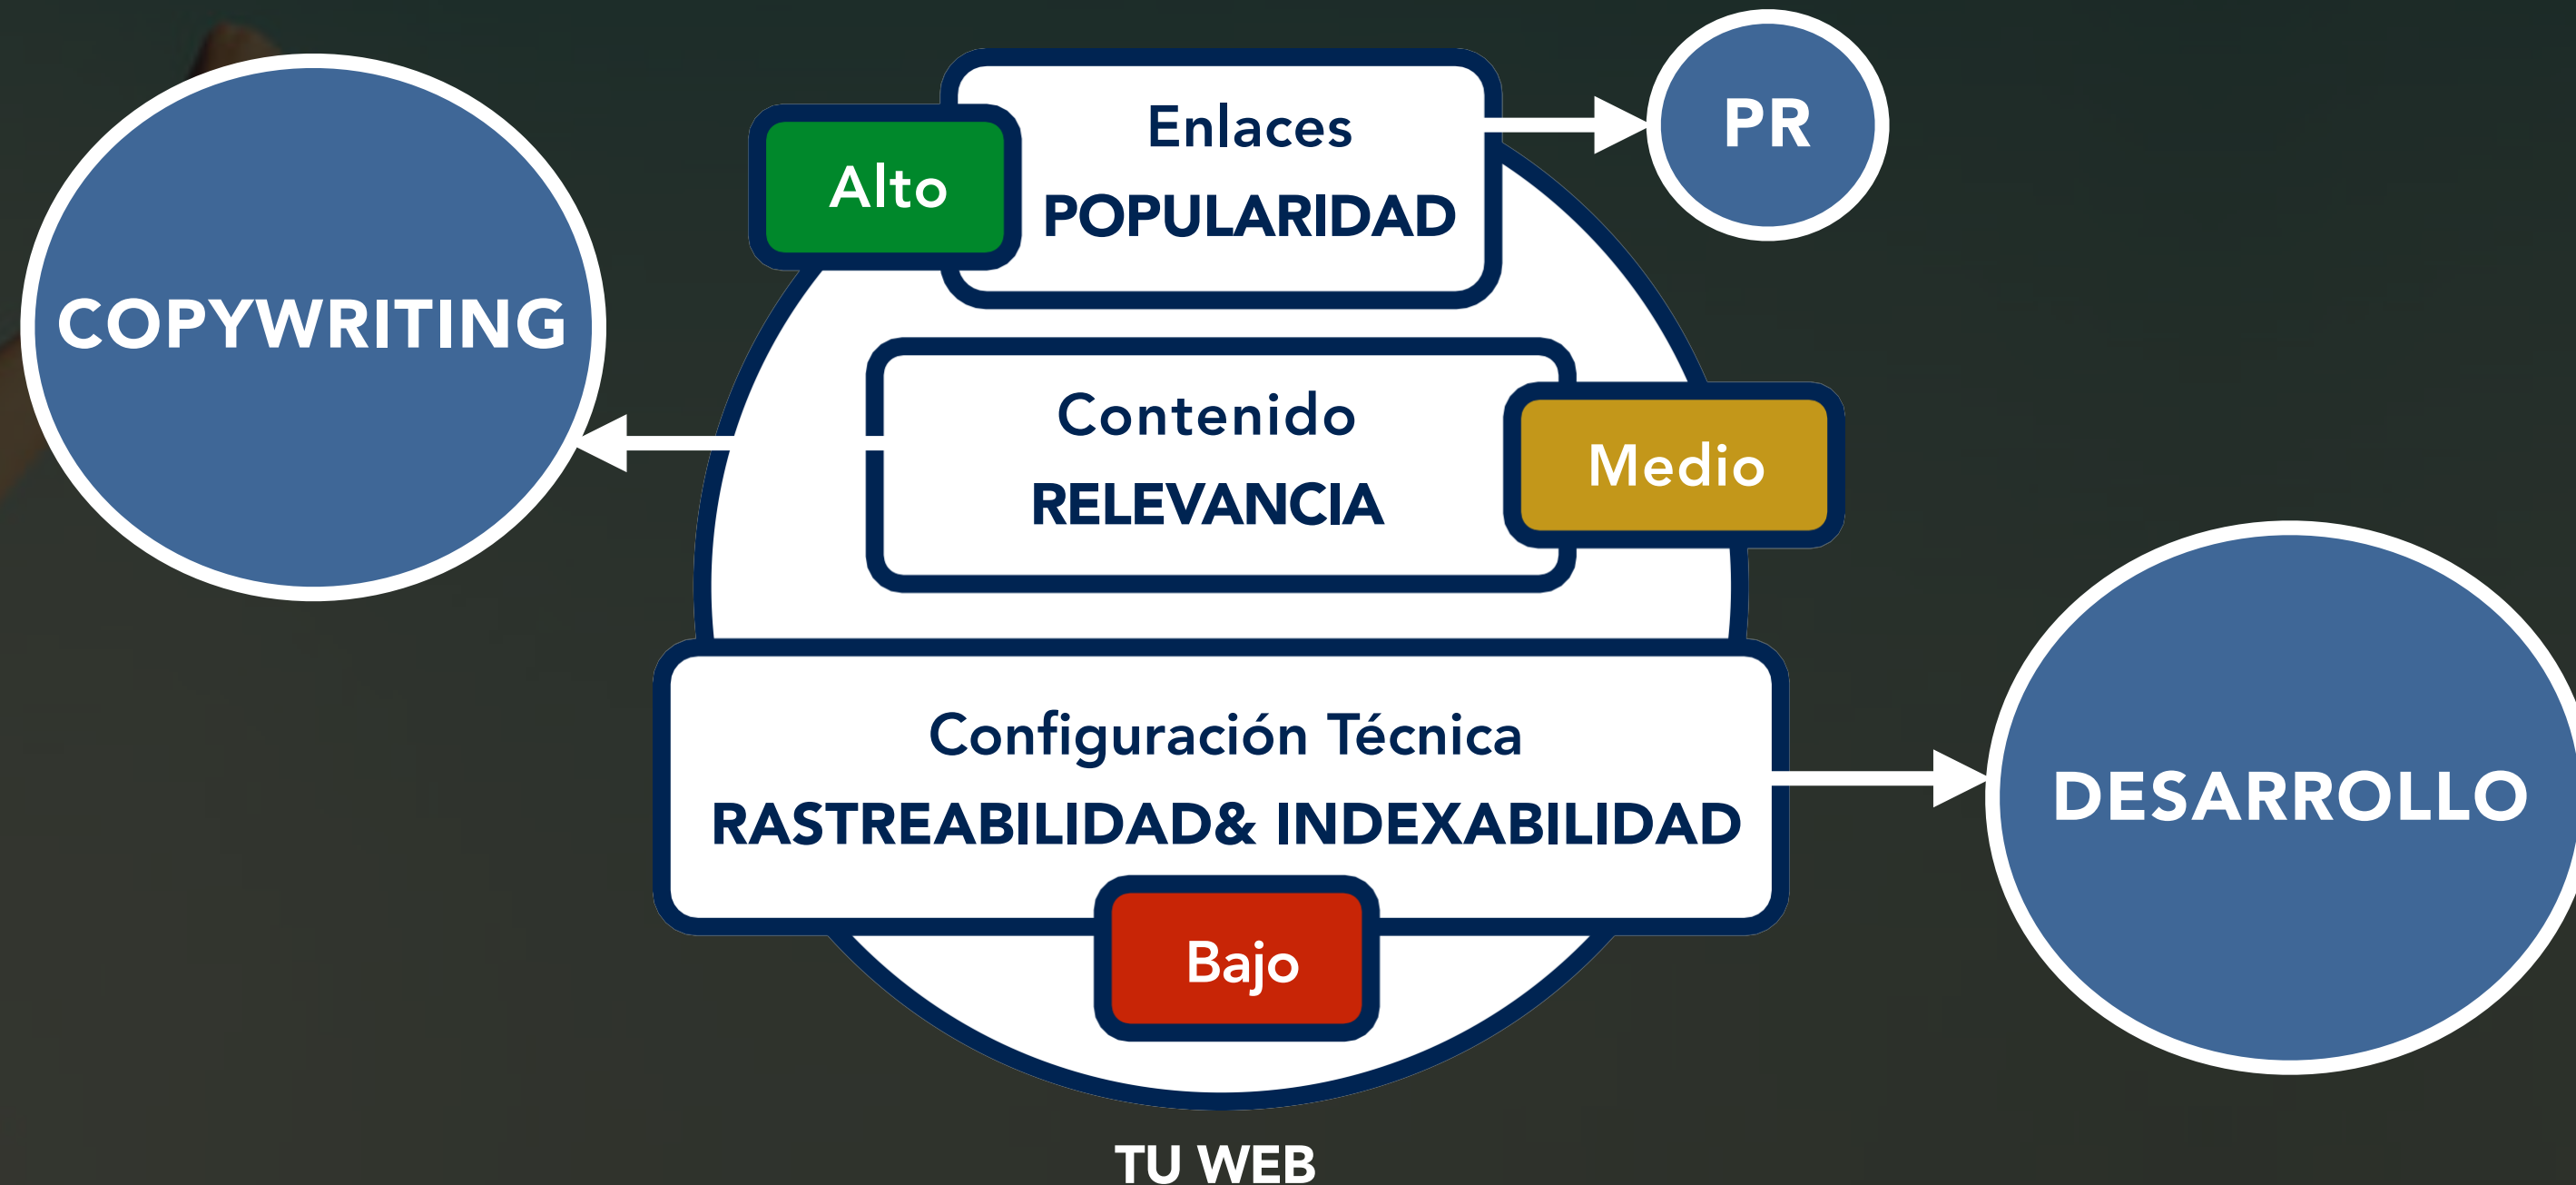 Enlaces
POPULARIDAD
Alto
PR
COPYWRITING
Contenido
RELEVANCIA
Medio
Configuración Técnica
RASTREABILIDAD& INDEXABILIDAD
Bajo
DESARROLLO
TU WEB